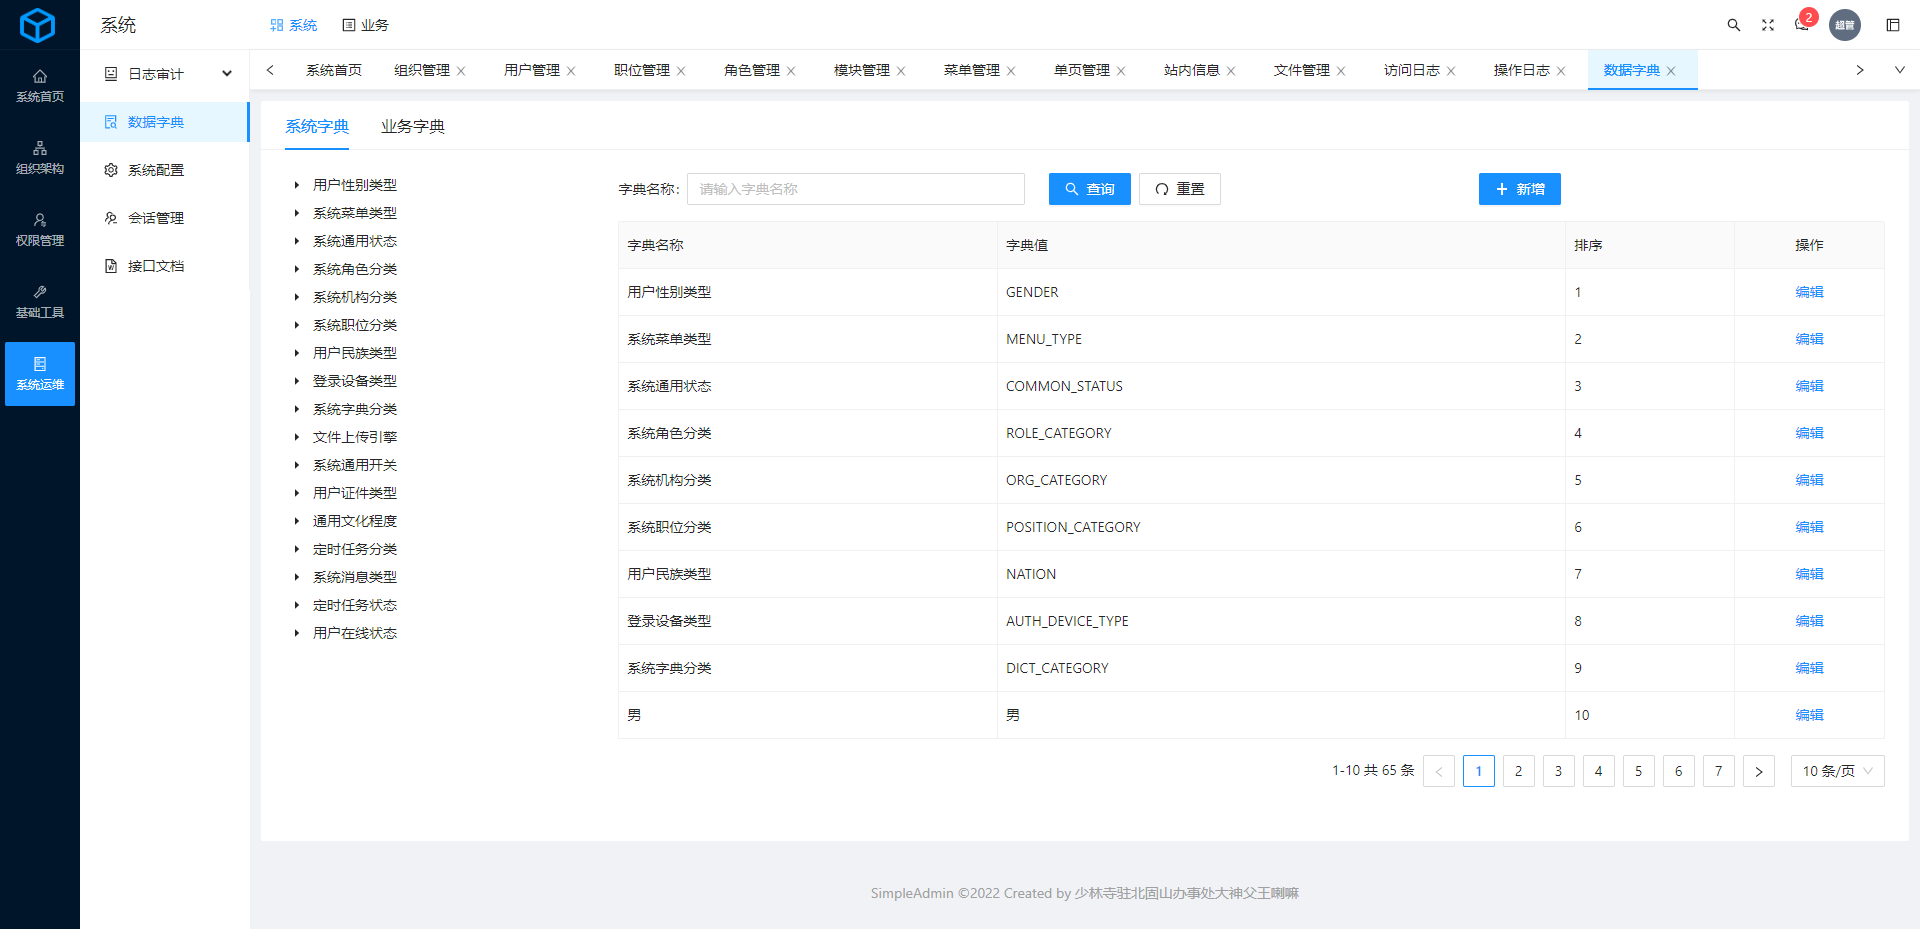 系统
系统 业务
2
超管
系统首页
组织架构
权限管理
基础工具
系统运维
日志审计
数据字典
系统配置
会话管理
接口文档
系统首页 组织管理 用户管理 职位管理 角色管理 模块管理 菜单管理 单页管理 站内信息 文件管理 访问日志 操作日志 数据字典
系统字典 业务字典
用户性别类型
系统菜单类型
系统通用状态
系统角色分类
系统机构分类
系统职位分类
用户民族类型
登录设备类型
系统字典分类
文件上传引擎
系统通用开关
用户证件类型
通用文化程度
定时任务分类
系统消息类型
定时任务状态
用户在线状态
字典名称: 请输入字典名称 查询 重置 新增
字典名称 字典值 排序 操作
用户性别类型 GENDER 1 编辑
系统菜单类型 MENU_TYPE 2 编辑
系统通用状态 COMMON_STATUS 3 编辑
系统角色分类 ROLE_CATEGORY 4 编辑
系统机构分类 ORG_CATEGORY 5 编辑
系统职位分类 POSITION_CATEGORY 6 编辑
用户民族类型 NATION 7 编辑
登录设备类型 AUTH_DEVICE_TYPE 8 编辑
系统字典分类 DICT_CATEGORY 9 编辑
男 男 10 编辑
1-10 共 65 条 < 1 2 3 4 5 6 7 > 10 条/页
SimpleAdmin ©2022 Created by 少林寺驻北固山办事处大神父王喇嘛